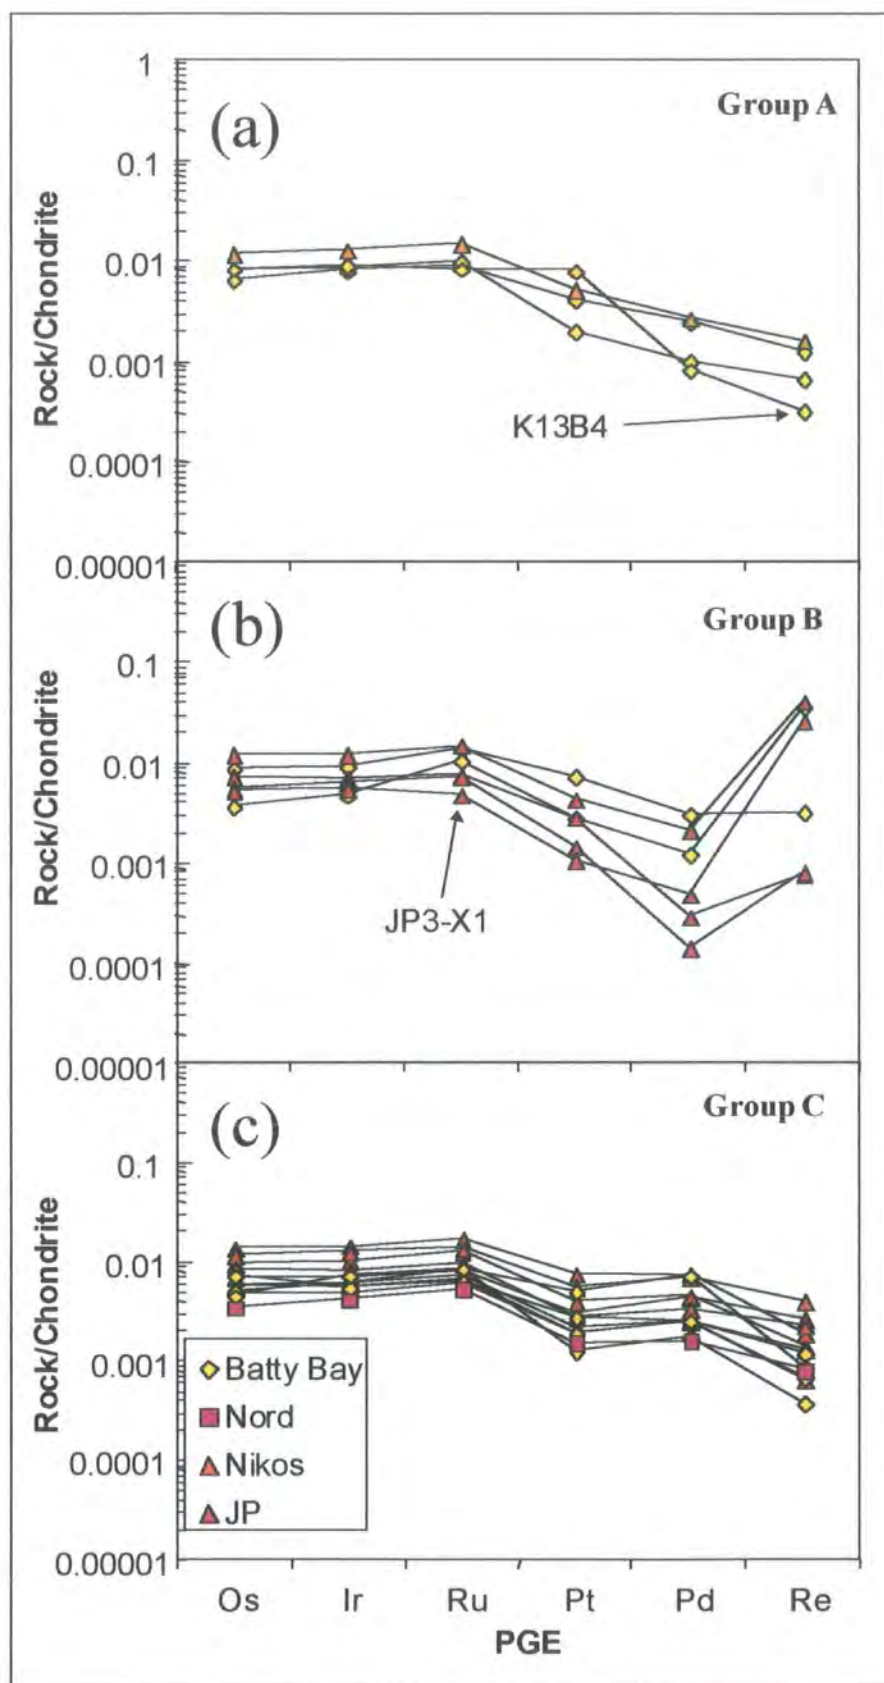 1
(a)
Group A
0.1
0.01
0.001
0.0001
Rock/Chondrite
K13B4
0.00001
(b)
Group B
0.1
0.01
0.001
0.0001
Rock/Chondrite
JP3-X1
0.00001
(c)
Group C
0.1
0.01
0.001
0.0001
0.00001
Rock/Chondrite
Batty Bay
Nord
Nikos
JP
Os Ir Ru Pt Pd Re
PGE